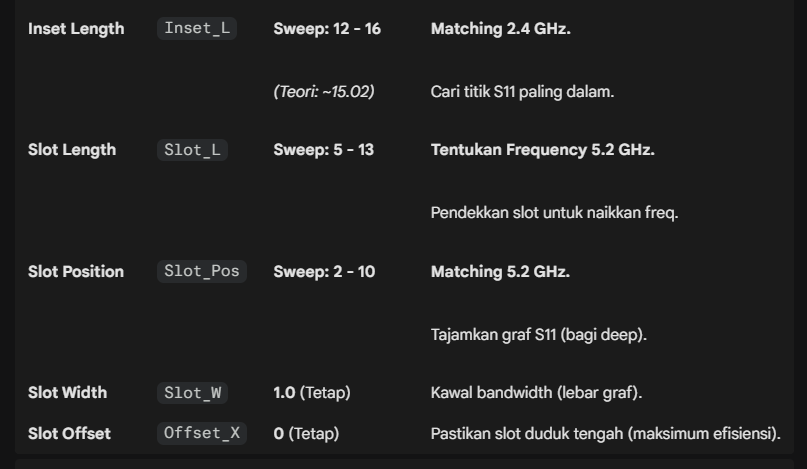 Inset Length Inset_L Sweep: 12 - 16 Matching 2.4 GHz.
(Teori: ~15.02) Cari titik S11 paling dalam.
Slot Length Slot_L Sweep: 5 - 13 Tentukan Frequency 5.2 GHz.
Pendekkan slot untuk naikkan freq.
Slot Position Slot_Pos Sweep: 2 - 10 Matching 5.2 GHz.
Tajamkan graf S11 (bagi deep).
Slot Width Slot_W 1.0 (Tetap) Kawal bandwidth (lebar graf).
Slot Offset Offset_X 0 (Tetap) Pastikan slot duduk tengah (maksimum efisiensi).